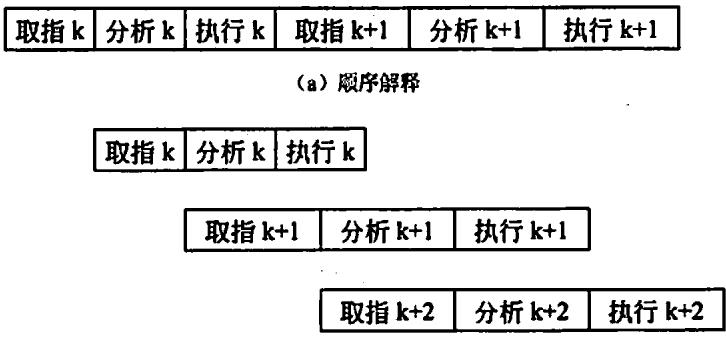 取指 k 分析 k 执行 k 取指 k+1 分析 k+1 执行 k+1
（a）顺序解释
取指 k 分析 k 执行 k
取指 k+1 分析 k+1 执行 k+1
取指 k+2 分析 k+2 执行 k+2